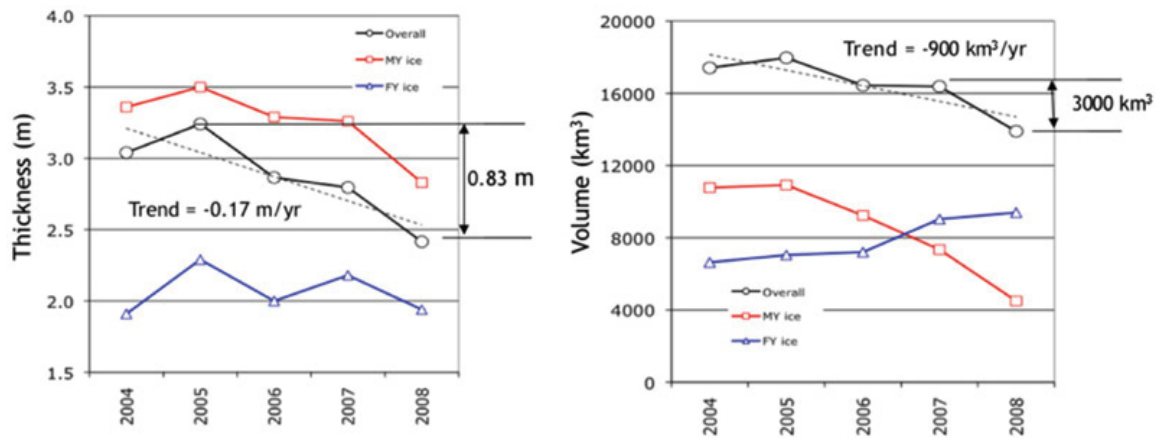 4.0
3.5
3.0
2.5
2.0
1.5
Thickness (m)
Overall
MY ice
FY ice
0.83 m
Trend = -0.17 m/yr
2004
2005
2006
2007
2008
20000
16000
12000
8000
4000
0
Volume (km³)
Trend = -900 km³/yr
3000 km³
Overall
MY ice
FY ice
2004
2005
2006
2007
2008